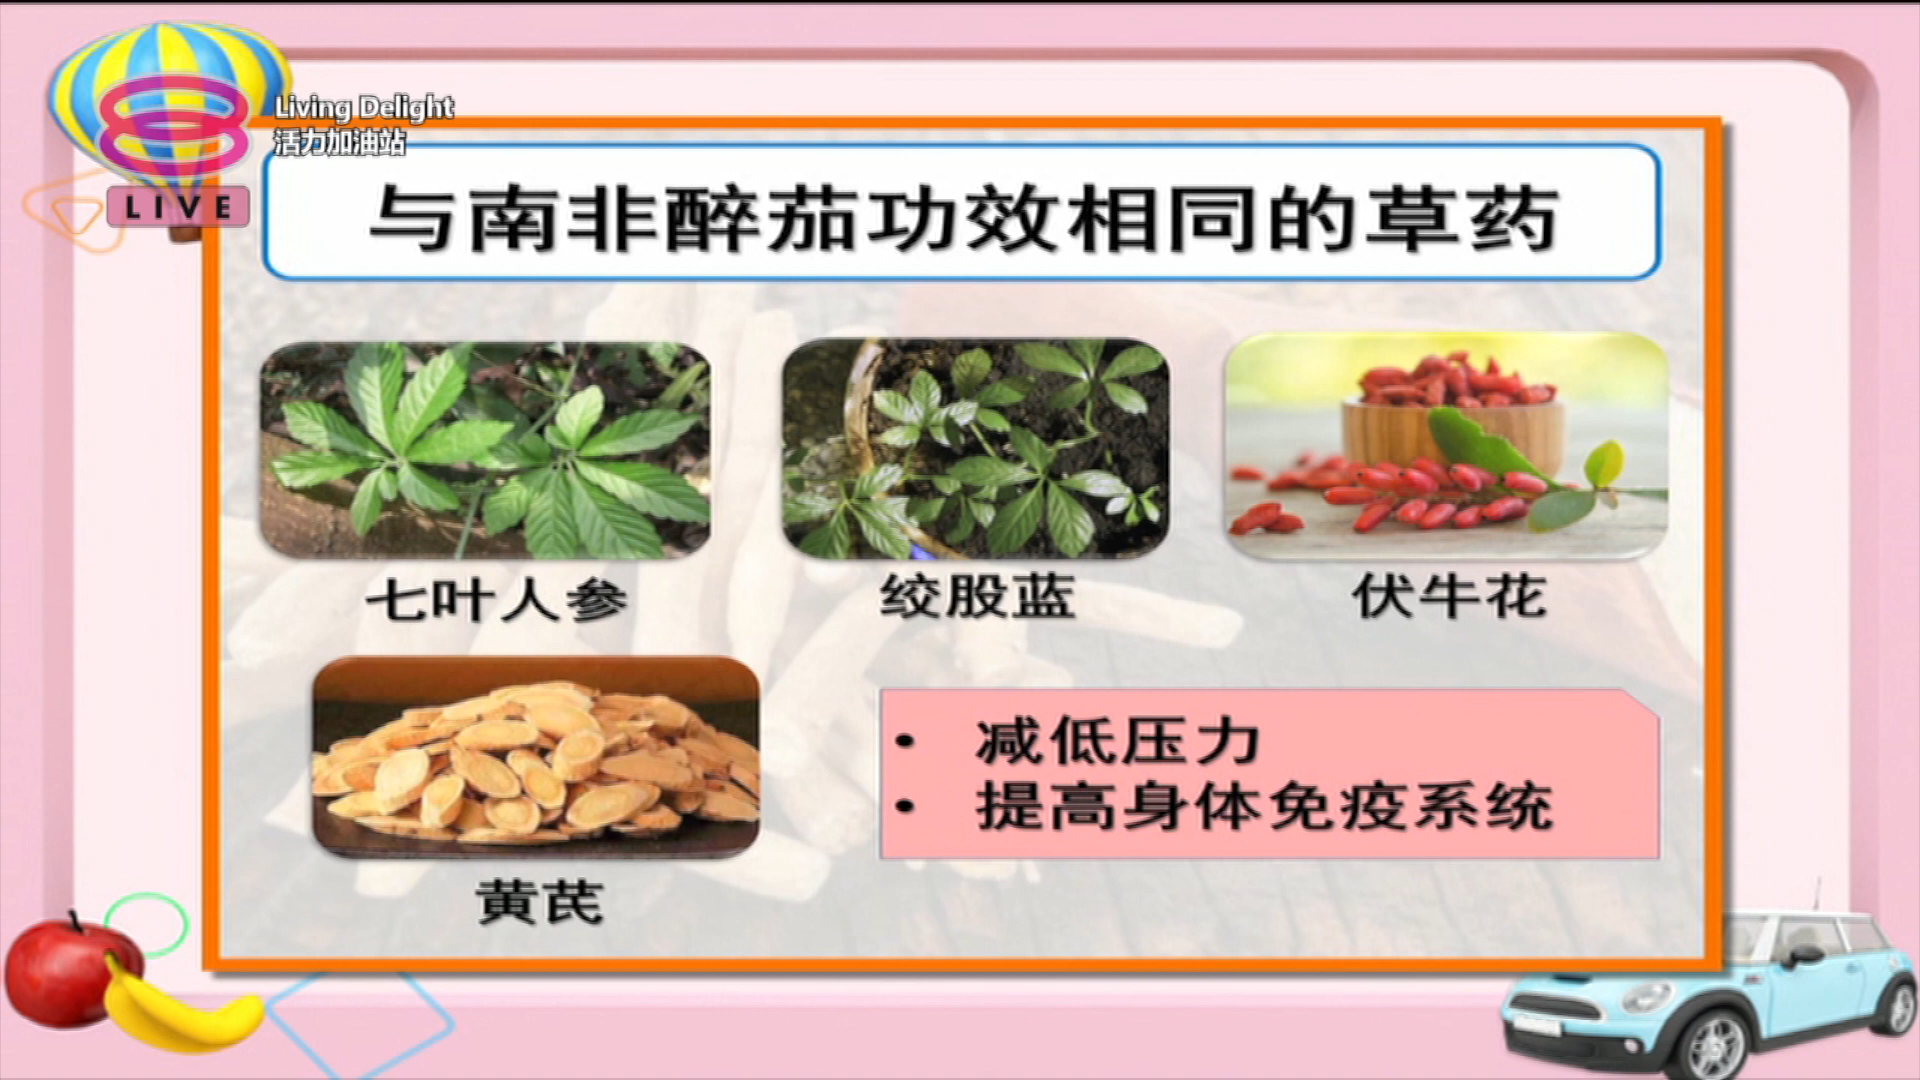 Living Delight
活力加油站
LIVE
与南非醉茄功效相同的草药
七叶人参
绞股蓝
伏牛花
黄芪
• 减低压力
• 提高身体免疫系统